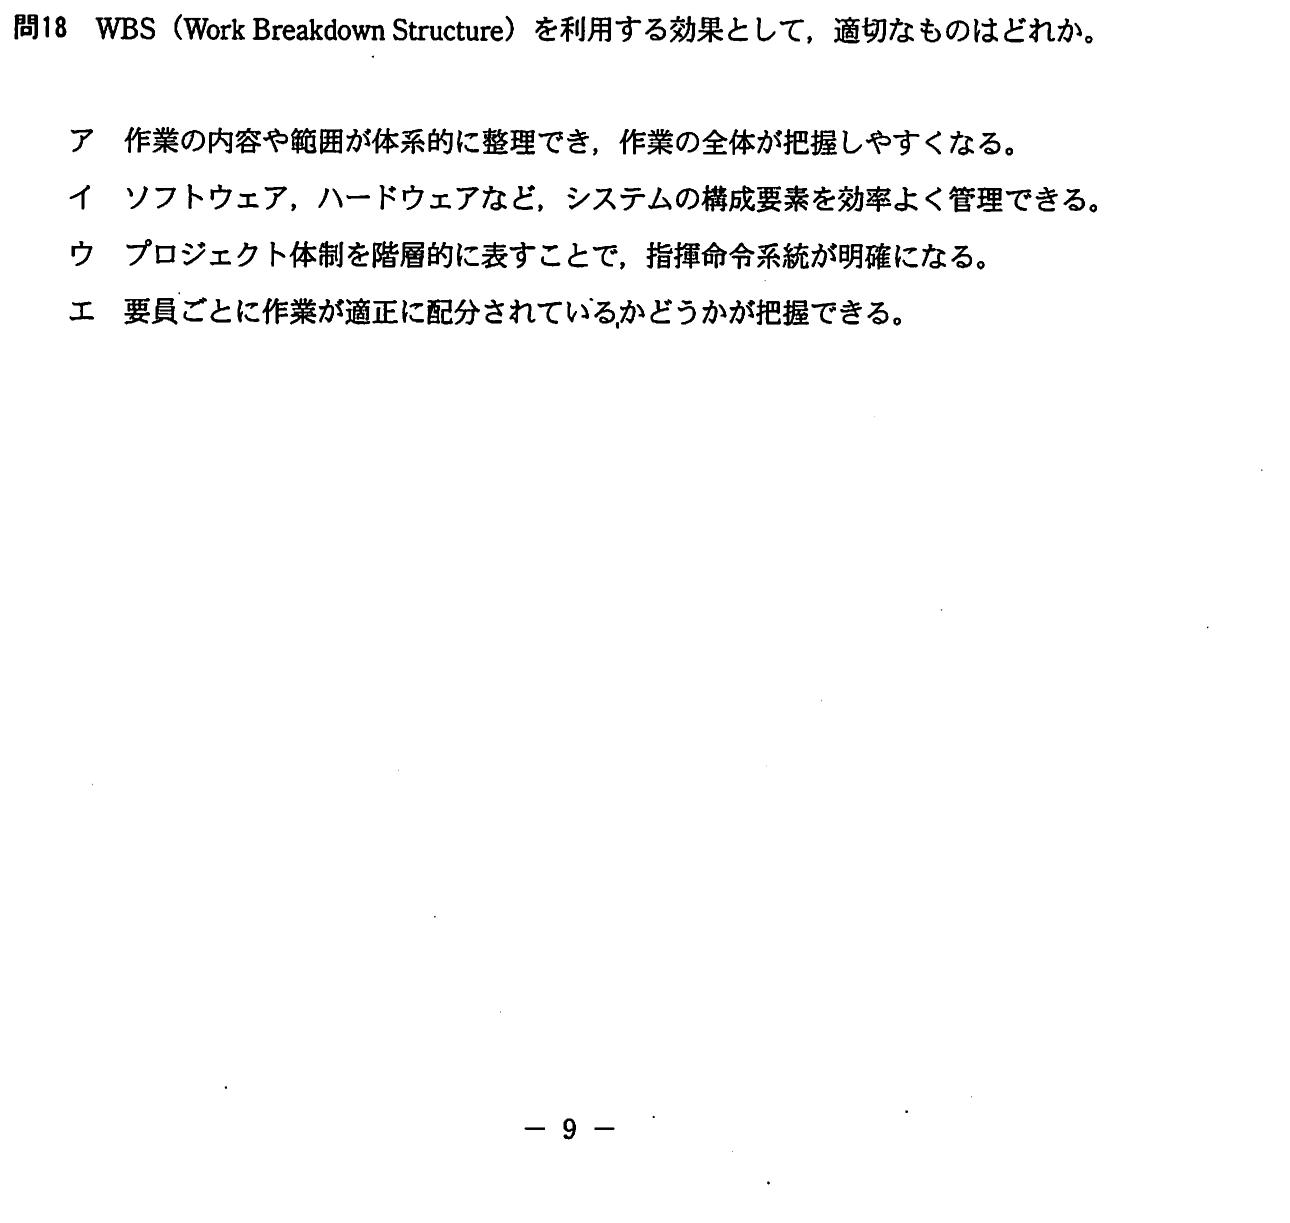 問18 WBS（Work Breakdown Structure）を利用する効果として，適切なものはどれか。
ア 作業の内容や範囲が体系的に整理でき，作業の全体が把握しやすくなる。
イ ソフトウェア，ハードウェアなど，システムの構成要素を効率よく管理できる。
ウ プロジェクト体制を階層的に表すことで，指揮命令系統が明確になる。
エ 要員ごとに作業が適正に配分されているかどうかが把握できる。
－ 9 －